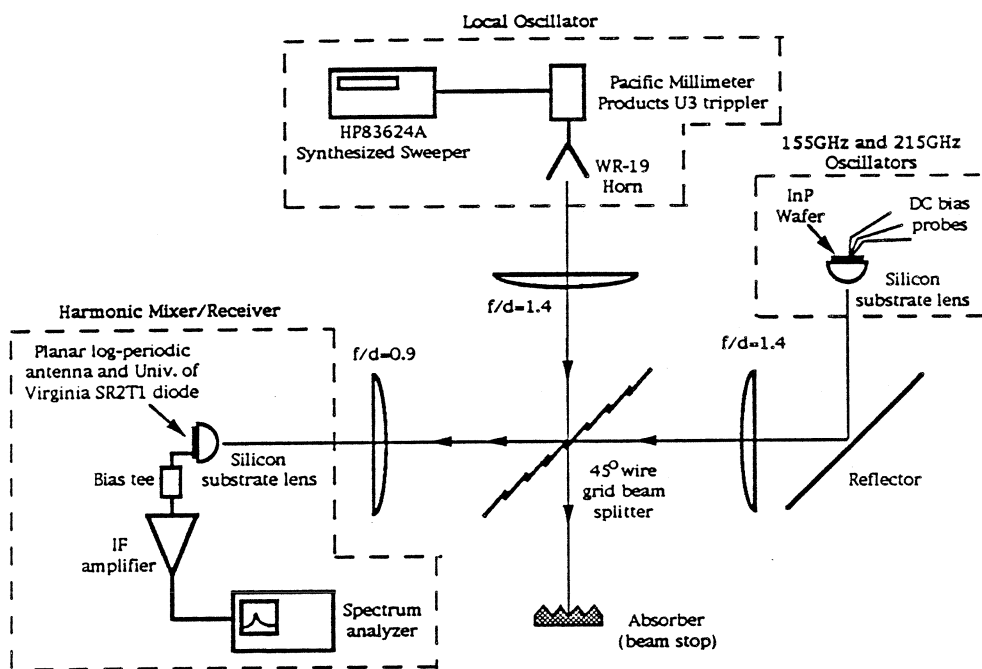 Local Oscillator
Pacific Millimeter
Products U3 trippler
HP83624A
Synthesized Sweeper
WR-19
Horn
155GHz and 215GHz
Oscillators
InP
Wafer
DC bias
probes
Silicon
substrate lens
f/d=1.4
f/d=1.4
Harmonic Mixer/Receiver
Planar log-periodic
antenna and Univ. of
Virginia SR2T1 diode
f/d=0.9
Silicon
substrate lens
Bias tee
IF
amplifier
Spectrum
analyzer
45° wire
grid beam
splitter
Reflector
Absorber
(beam stop)